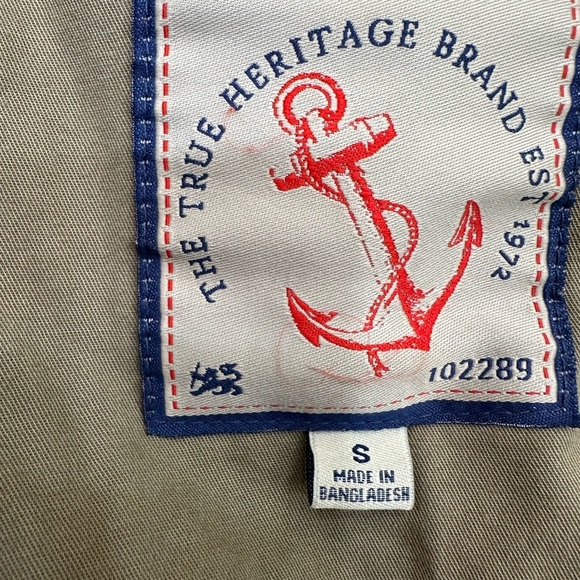 THE TRUE HERITAGE BRAND EST 1972
102289
S
MADE IN
BANGLADESH